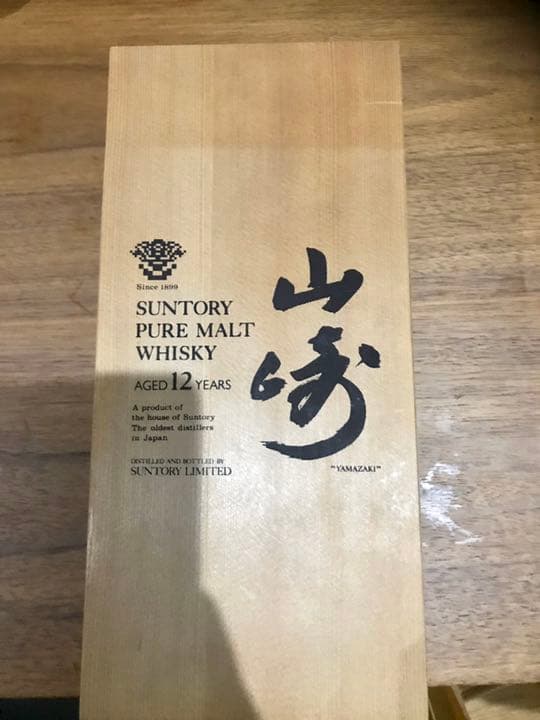 Since 1899
SUNTORY
PURE MALT
WHISKY
AGED 12 YEARS
A product of
the house of Suntory
The oldest distillers
in Japan
DISTILLED AND BOTTLED BY
SUNTORY LIMITED
山
崎
"YAMAZAKI"